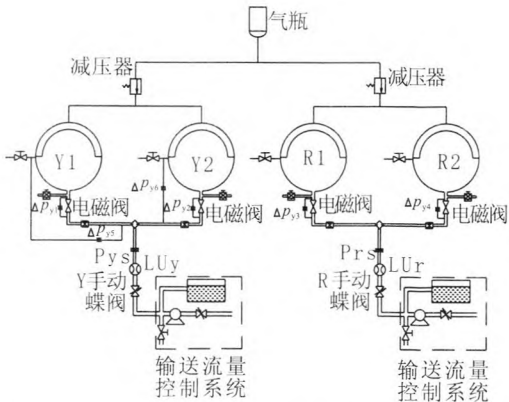 气瓶
减压器
减压器
Y1
Y2
R1
R2
Δpy6
Δpy1
电磁阀
Δpy2
电磁阀
Δpy3
电磁阀
Δpy4
电磁阀
Δpy5
Pys
LUy
Prs
LUr
Y手动
蝶阀
R手动
蝶阀
输送流量
控制系统
输送流量
控制系统